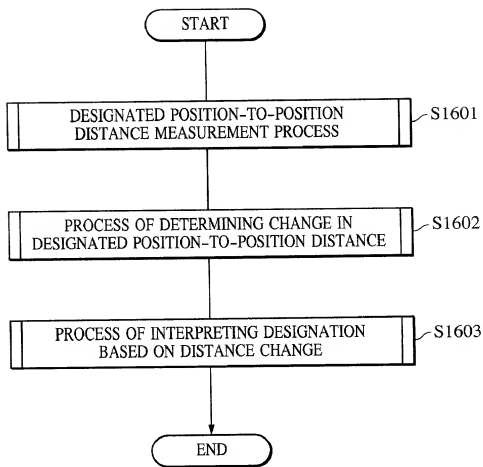 START
DESIGNATED POSITION-TO-POSITION
DISTANCE MEASUREMENT PROCESS
S1601
PROCESS OF DETERMINING CHANGE IN
DESIGNATED POSITION-TO-POSITION DISTANCE
S1602
PROCESS OF INTERPRETING DESIGNATION
BASED ON DISTANCE CHANGE
S1603
END